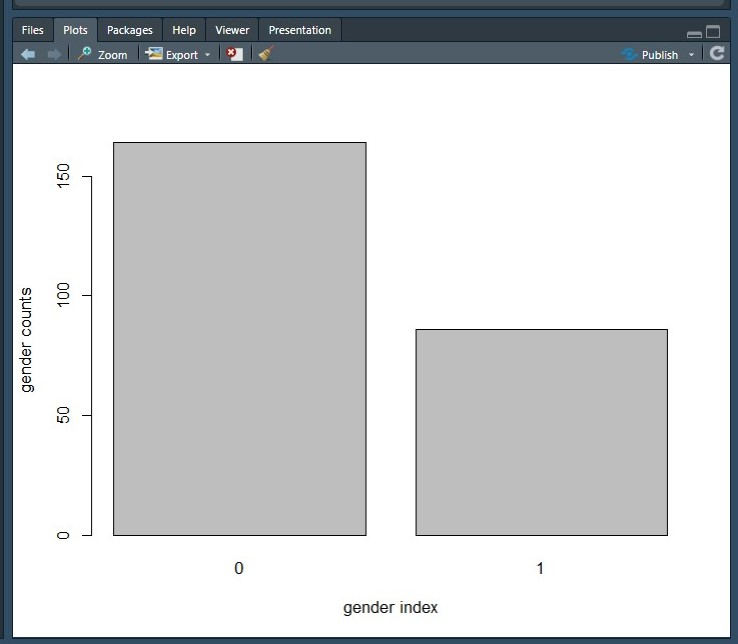 Files Plots Packages Help Viewer Presentation
Zoom Export Publish
150
100
50
0
gender counts
0 1
gender index